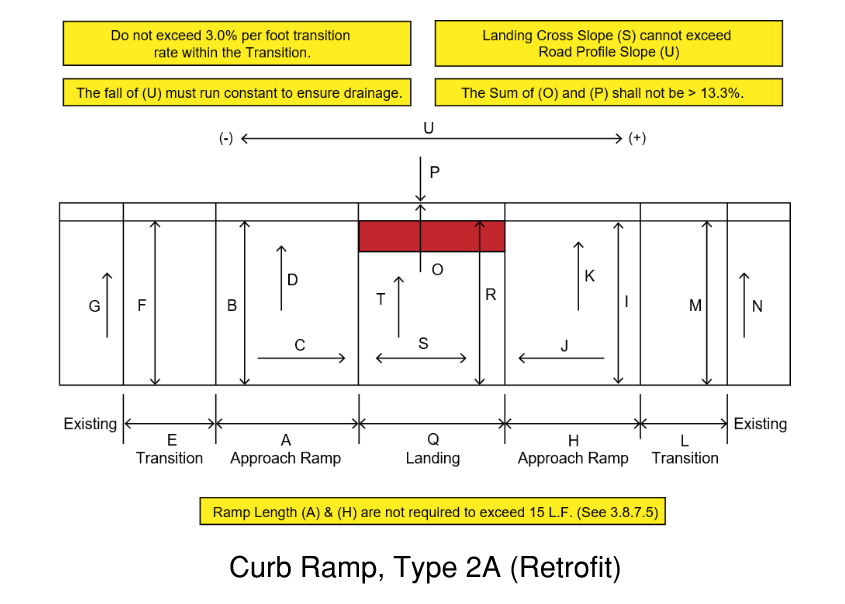 Do not exceed 3.0% per foot transition
rate within the Transition.
Landing Cross Slope (S) cannot exceed
Road Profile Slope (U)
The fall of (U) must run constant to ensure drainage.
The Sum of (O) and (P) shall not be > 13.3%.
(-) U (+)
P
O
G F B D T R K I M N
C S J
Existing E A Q H L Existing
Transition Approach Ramp Landing Approach Ramp Transition
Ramp Length (A) & (H) are not required to exceed 15 L.F. (See 3.8.7.5)
Curb Ramp, Type 2A (Retrofit)